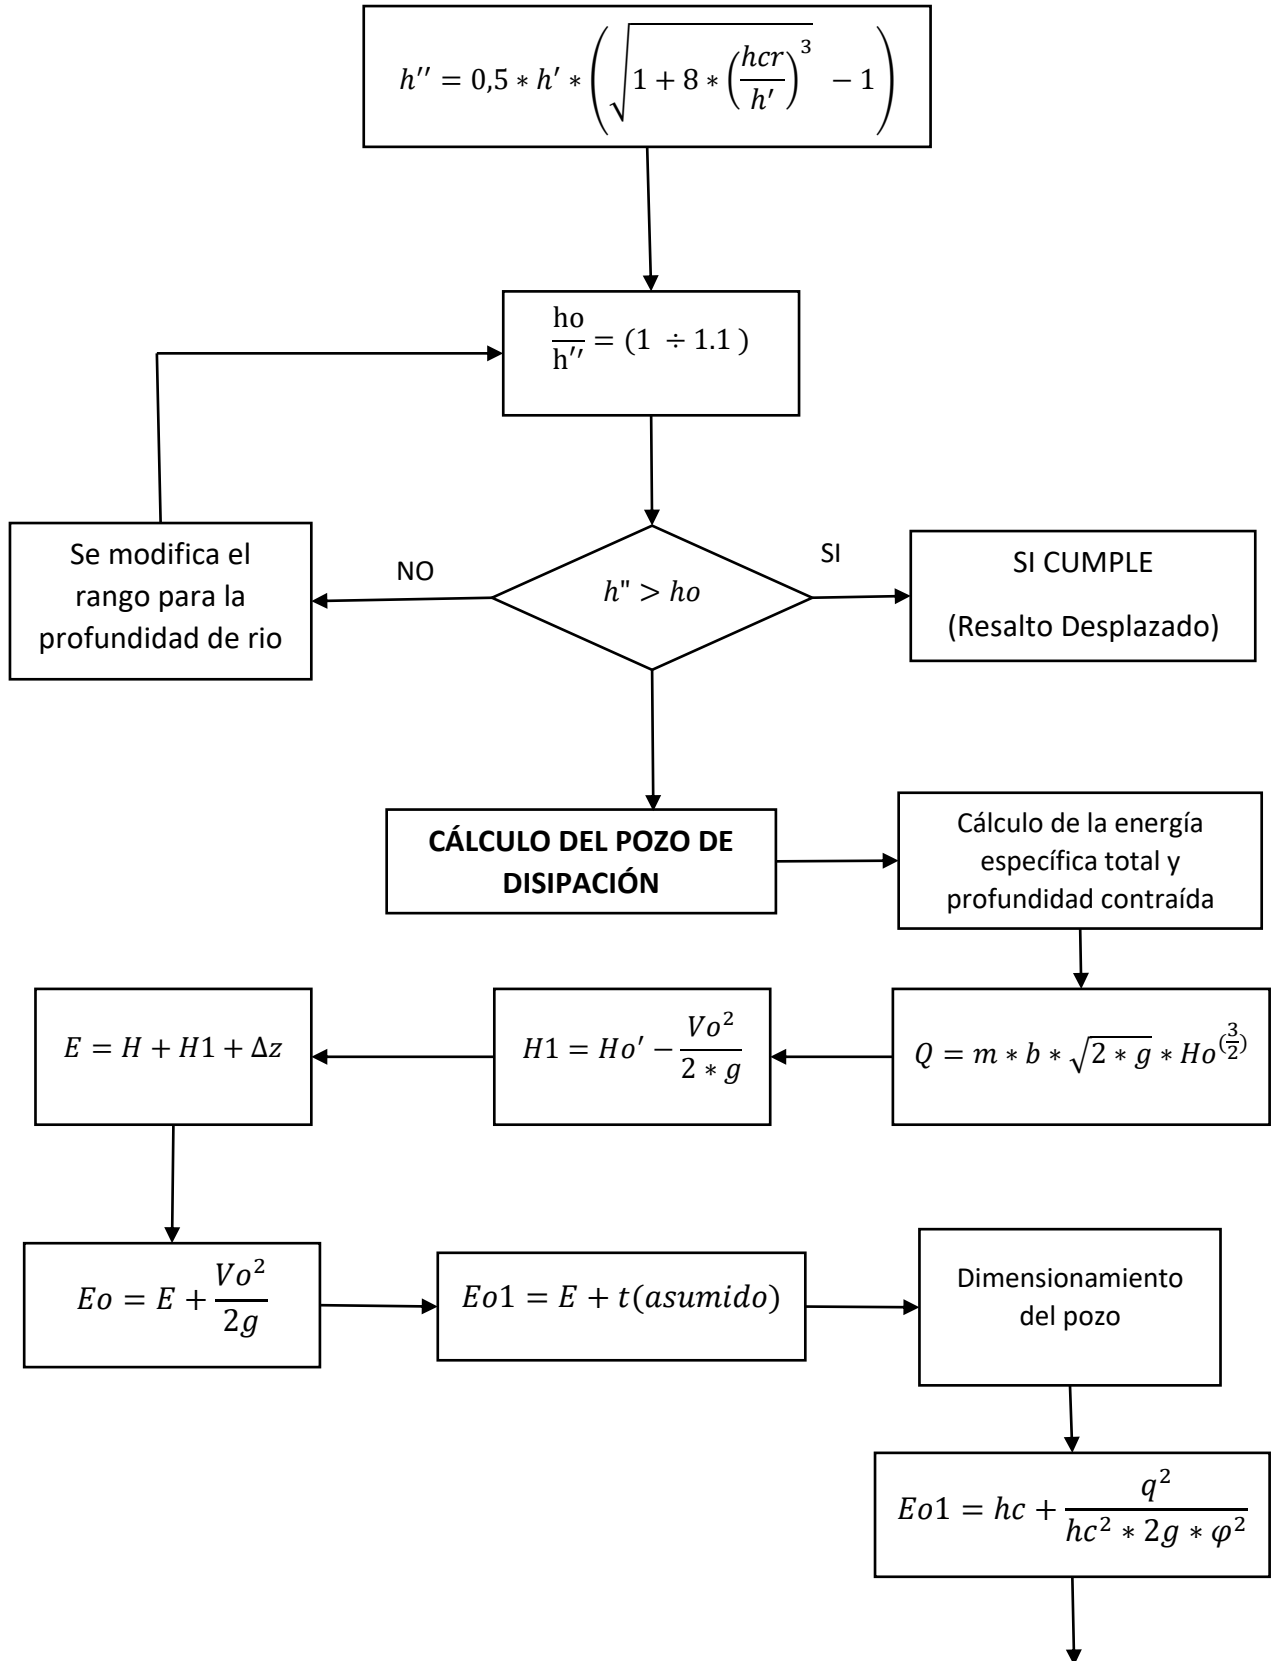 h'' = 0,5 * h' * (√(1 + 8 * (hcr/h')^3) − 1)
ho/h'' = (1 ÷ 1.1 )
Se modifica el
rango para la
profundidad de rio
NO
h" > ho
SI
SI CUMPLE
(Resalto Desplazado)
CÁLCULO DEL POZO DE
DISIPACIÓN
Cálculo de la energía
específica total y
profundidad contraída
Q = m * b * √(2 * g) * Ho^(3/2)
H1 = Ho' − Vo²/(2 * g)
E = H + H1 + Δz
Eo = E + Vo²/2g
Eo1 = E + t(asumido)
Dimensionamiento
del pozo
Eo1 = hc + q²/(hc² * 2g * φ²)